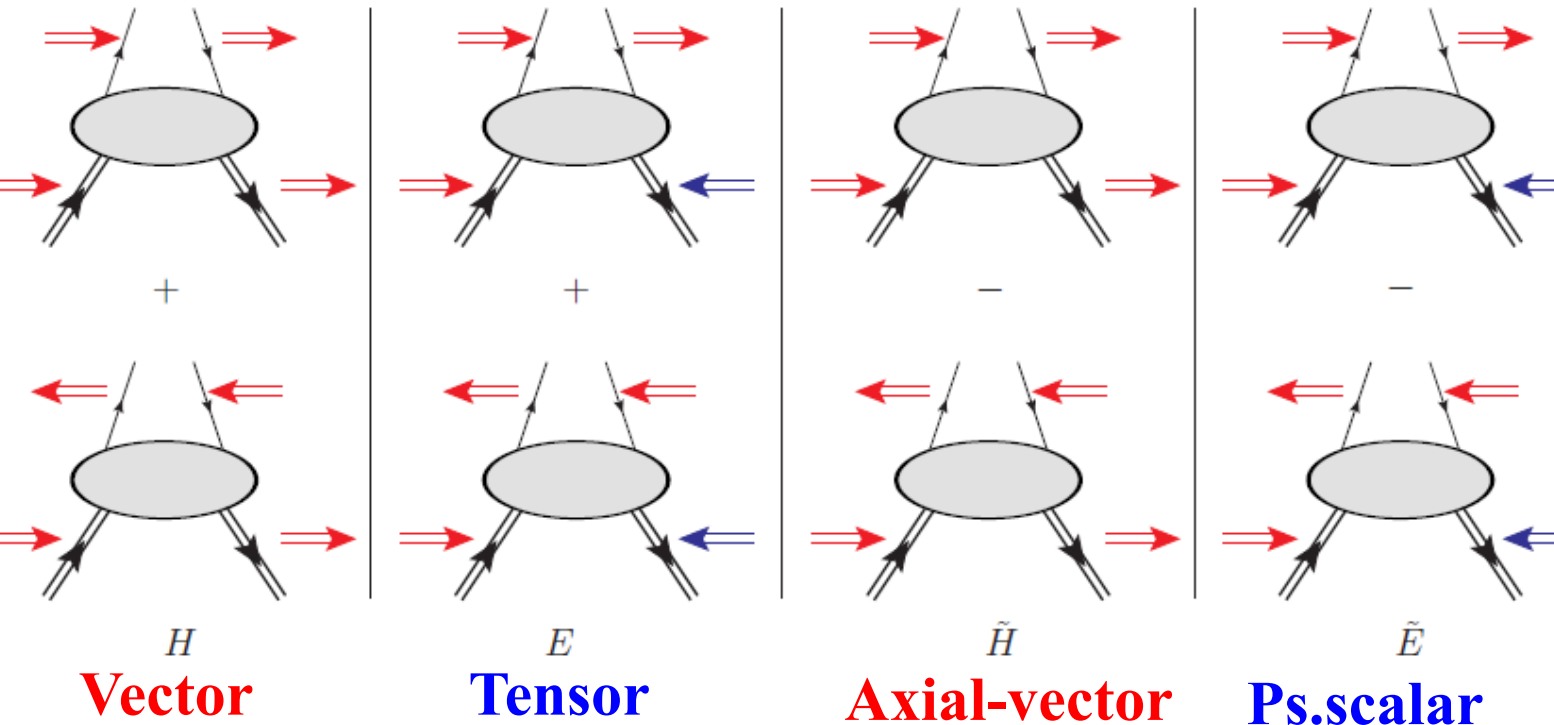 + + − −
H E H̃ Ẽ
Vector Tensor Axial-vector Ps.scalar